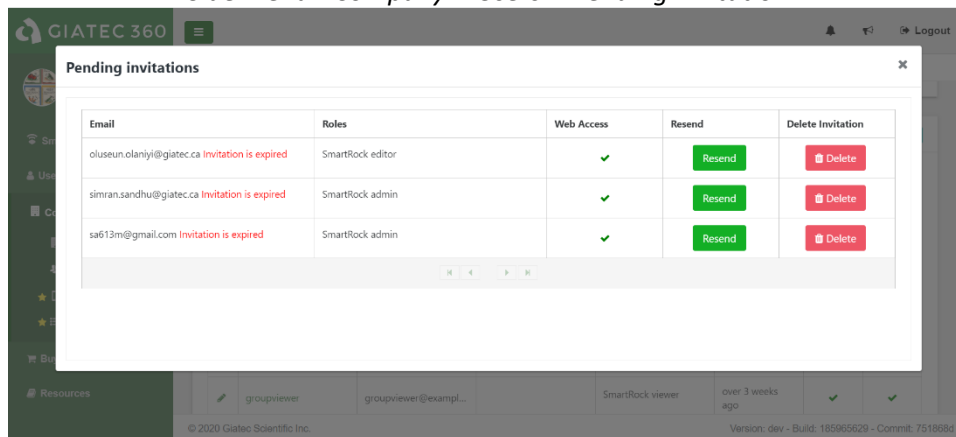 GIATEC 360
Logout
Pending invitations
Email Roles Web Access Resend Delete Invitation
oluseun.olaniyi@giatec.ca Invitation is expired SmartRock editor Resend Delete
simran.sandhu@giatec.ca Invitation is expired SmartRock admin Resend Delete
sa613m@gmail.com Invitation is expired SmartRock admin Resend Delete
Resources
groupviewer groupviewer@exampl... SmartRock viewer over 3 weeks
ago
© 2020 Giatec Scientific Inc. Version: dev - Build: 185965629 - Commit: 751868d